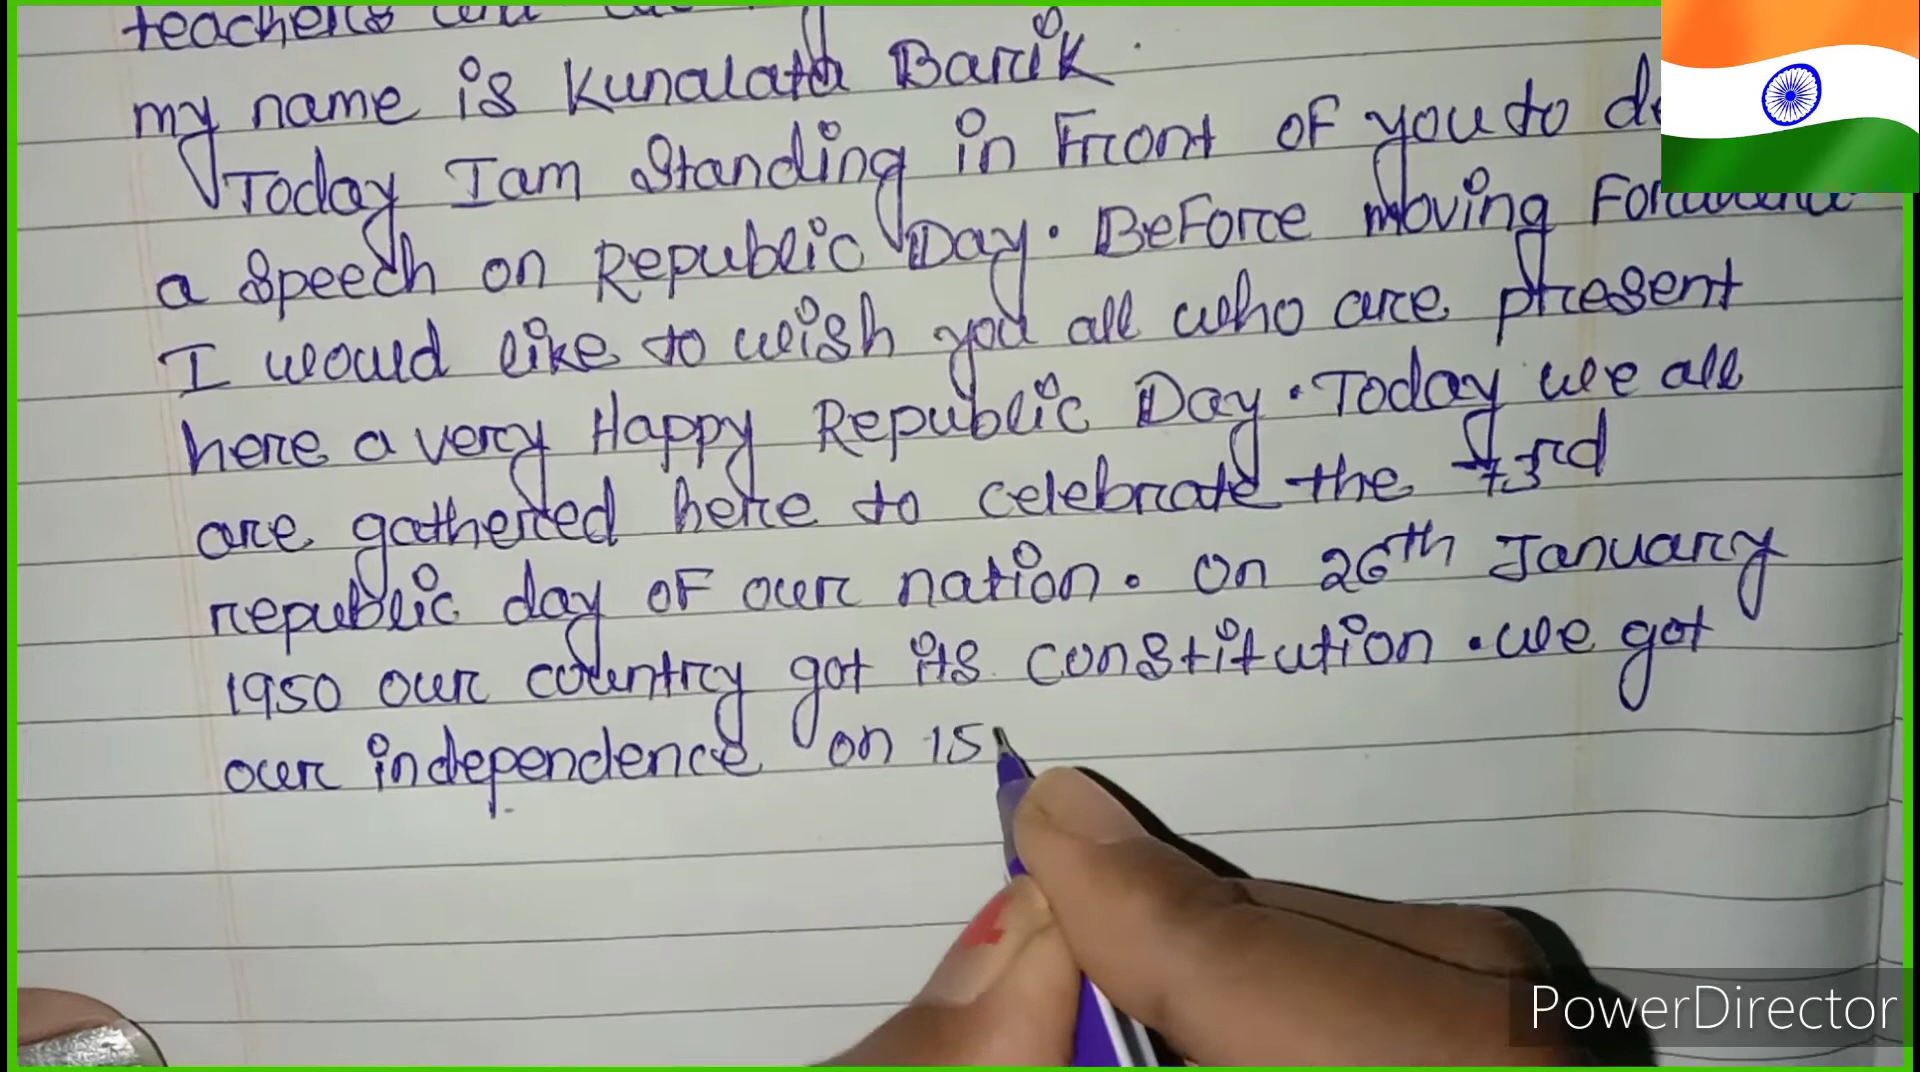 teachers and
my name is Kunalata Barik.
Today I am Standing in Front of you to de
a Speech on Republic Day. Before moving Forward
I would like to wish you all who are present
here a very Happy Republic Day. Today we all
are gathered here to celebrate the 73rd
republic day of our nation. On 26th January
1950 our country got its constitution. we got
our independence on 15
PowerDirector